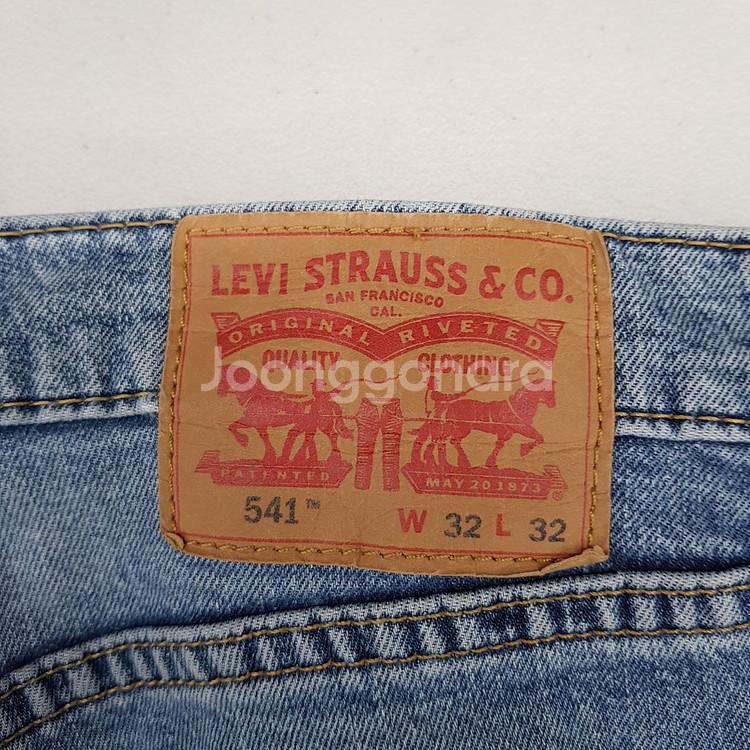 LEVI STRAUSS & CO.
SAN FRANCISCO
CAL.
ORIGINAL RIVETED
QUALITY CLOTHING
Joonggonara
PATENTED MAY 20 1873 ®
541™ W 32 L 32